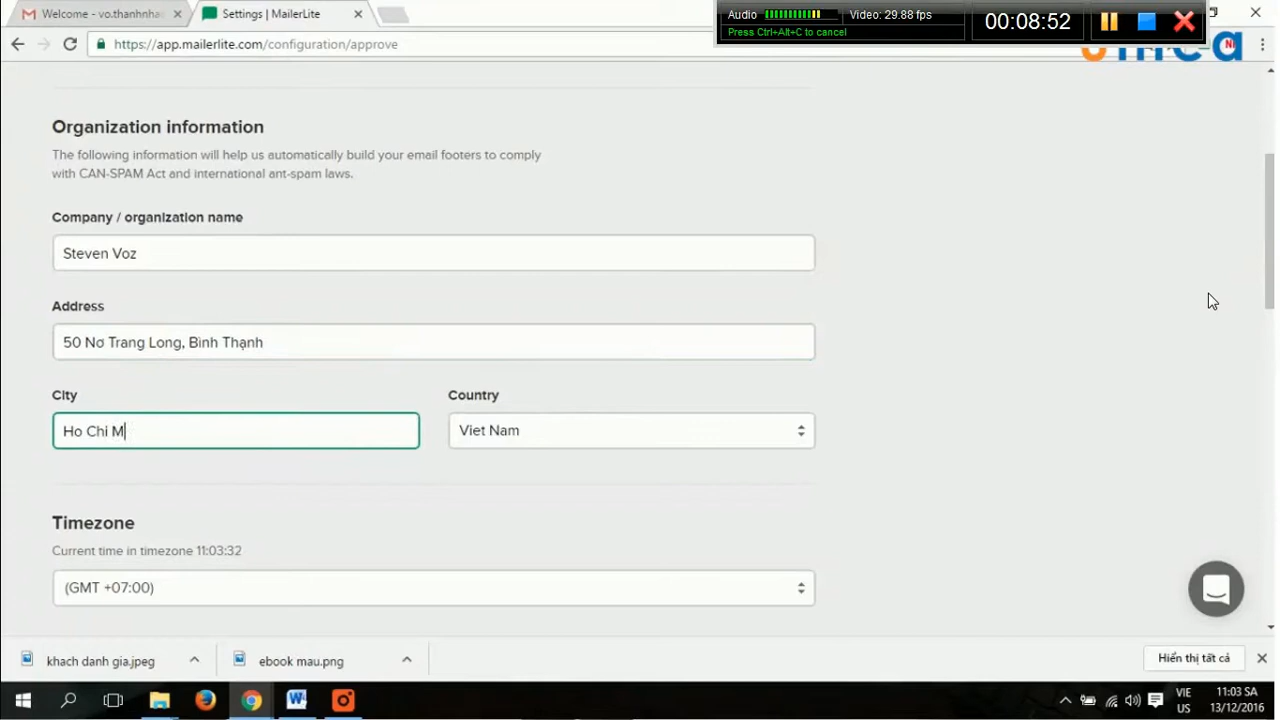 Welcome - vo.thanhnha
Settings | MailerLite
Audio
Video: 29.88 fps
Press Ctrl+Alt+C to cancel
00:08:52
https://app.mailerlite.com/configuration/approve
Organization information
The following information will help us automatically build your email footers to comply
with CAN-SPAM Act and international ant-spam laws.
Company / organization name
Steven Voz
Address
50 Nơ Trang Long, Bình Thạnh
City
Country
Ho Chi M
Viet Nam
Timezone
Current time in timezone 11:03:32
(GMT +07:00)
khach danh gia.jpeg
ebook mau.png
Hiển thị tất cả
VIE
11:03 SA
US
13/12/2016